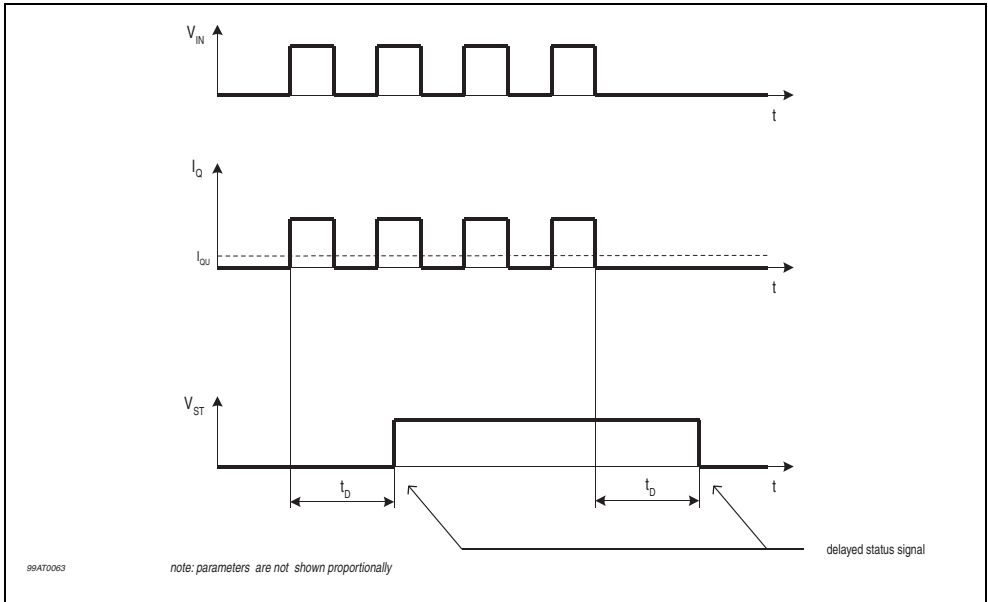 V_IN
t
I_Q
I_QU
t
V_ST
t_D
t_D
t
delayed status signal
99AT0063
note: parameters are not shown proportionally